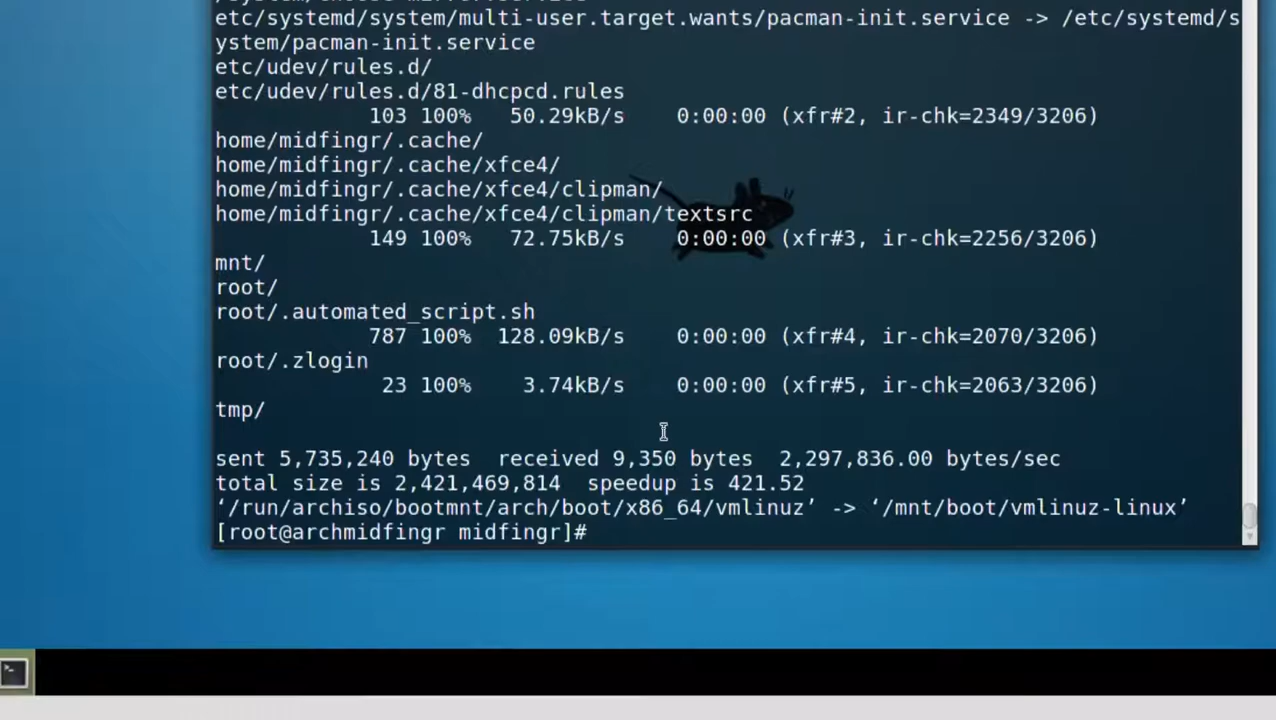 etc/systemd/system/multi-user.target.wants/pacman-init.service -> /etc/systemd/s
ystem/pacman-init.service
etc/udev/rules.d/
etc/udev/rules.d/81-dhcpcd.rules
103 100% 50.29kB/s 0:00:00 (xfr#2, ir-chk=2349/3206)
home/midfingr/.cache/
home/midfingr/.cache/xfce4/
home/midfingr/.cache/xfce4/clipman/
home/midfingr/.cache/xfce4/clipman/textsrc
149 100% 72.75kB/s 0:00:00 (xfr#3, ir-chk=2256/3206)
mnt/
root/
root/.automated_script.sh
787 100% 128.09kB/s 0:00:00 (xfr#4, ir-chk=2070/3206)
root/.zlogin
23 100% 3.74kB/s 0:00:00 (xfr#5, ir-chk=2063/3206)
tmp/
sent 5,735,240 bytes received 9,350 bytes 2,297,836.00 bytes/sec
total size is 2,421,469,814 speedup is 421.52
‘/run/archiso/bootmnt/arch/boot/x86_64/vmlinuz’ -> ‘/mnt/boot/vmlinuz-linux’
[root@archmidfingr midfingr]#